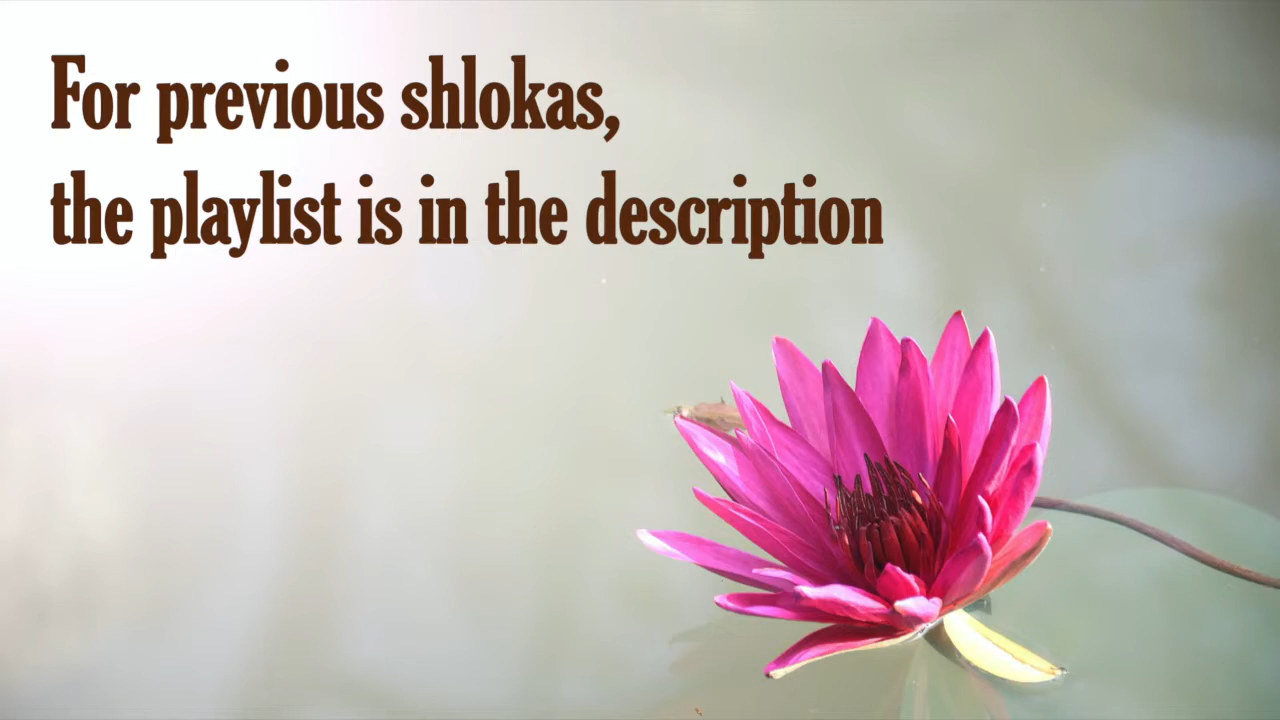 For previous shlokas,
the playlist is in the description